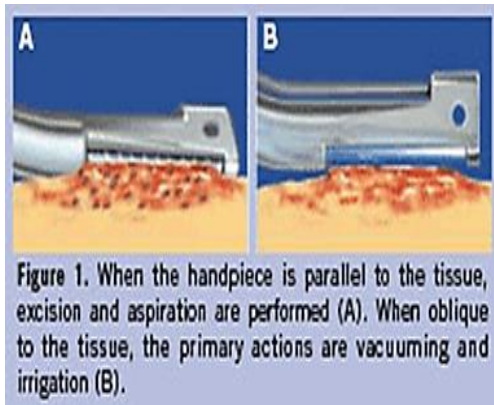 A
B
Figure 1. When the handpiece is parallel to the tissue,
excision and aspiration are performed (A). When oblique
to the tissue, the primary actions are vacuuming and
irrigation (B).